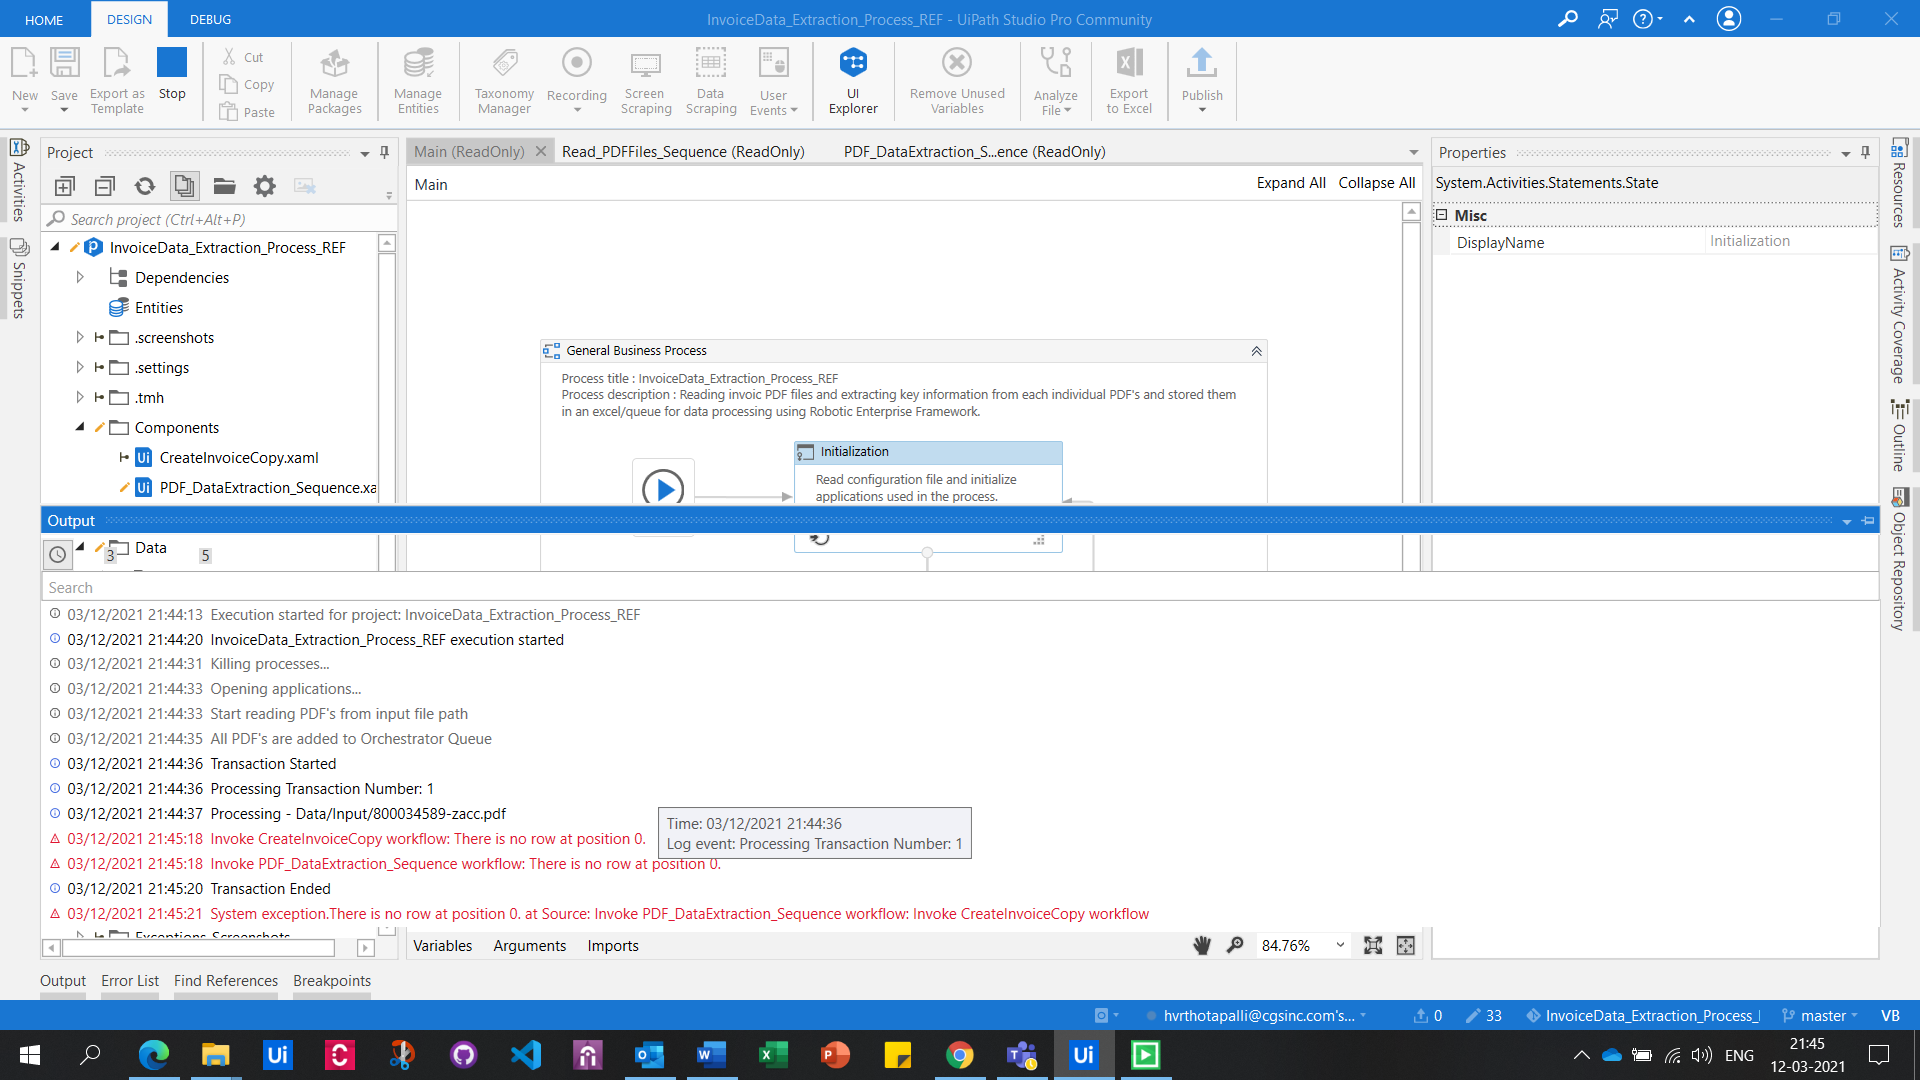 HOME
DESIGN
DEBUG
InvoiceData_Extraction_Process_REF - UiPath Studio Pro Community
New
Save
Export as
Template
Stop
Cut
Copy
Paste
Manage
Packages
Manage
Entities
Taxonomy
Manager
Recording
Screen
Scraping
Data
Scraping
User
Events
UI
Explorer
Remove Unused
Variables
Analyze
File
Export
to Excel
Publish
Activities
Snippets
Project
Search project (Ctrl+Alt+P)
InvoiceData_Extraction_Process_REF
Dependencies
Entities
.screenshots
.settings
.tmh
Components
Ui CreateInvoiceCopy.xaml
Ui PDF_DataExtraction_Sequence.xa
Main (ReadOnly)
Read_PDFFiles_Sequence (ReadOnly)
PDF_DataExtraction_S...ence (ReadOnly)
Main
Expand All
Collapse All
General Business Process
Process title : InvoiceData_Extraction_Process_REF
Process description : Reading invoic PDF files and extracting key information from each individual PDF's and stored them
in an excel/queue for data processing using Robotic Enterprise Framework.
Initialization
Read configuration file and initialize
applications used in the process.
Properties
System.Activities.Statements.State
Misc
DisplayName
Initialization
Resources
Activity Coverage
Outline
Object Repository
Output
3
Data
5
Search
03/12/2021 21:44:13 Execution started for project: InvoiceData_Extraction_Process_REF
03/12/2021 21:44:20 InvoiceData_Extraction_Process_REF execution started
03/12/2021 21:44:31 Killing processes...
03/12/2021 21:44:33 Opening applications...
03/12/2021 21:44:33 Start reading PDF's from input file path
03/12/2021 21:44:35 All PDF's are added to Orchestrator Queue
03/12/2021 21:44:36 Transaction Started
03/12/2021 21:44:36 Processing Transaction Number: 1
03/12/2021 21:44:37 Processing - Data/Input/800034589-zacc.pdf
03/12/2021 21:45:18 Invoke CreateInvoiceCopy workflow: There is no row at position 0.
03/12/2021 21:45:18 Invoke PDF_DataExtraction_Sequence workflow: There is no row at position 0.
03/12/2021 21:45:20 Transaction Ended
03/12/2021 21:45:21 System exception.There is no row at position 0. at Source: Invoke PDF_DataExtraction_Sequence workflow: Invoke CreateInvoiceCopy workflow
Time: 03/12/2021 21:44:36
Log event: Processing Transaction Number: 1
Exceptions_Screenshots
Variables
Arguments
Imports
84.76%
Output
Error List
Find References
Breakpoints
hvrthotapalli@cgsinc.com's...
0
33
InvoiceData_Extraction_Process_
master
VB
ENG
21:45
12-03-2021